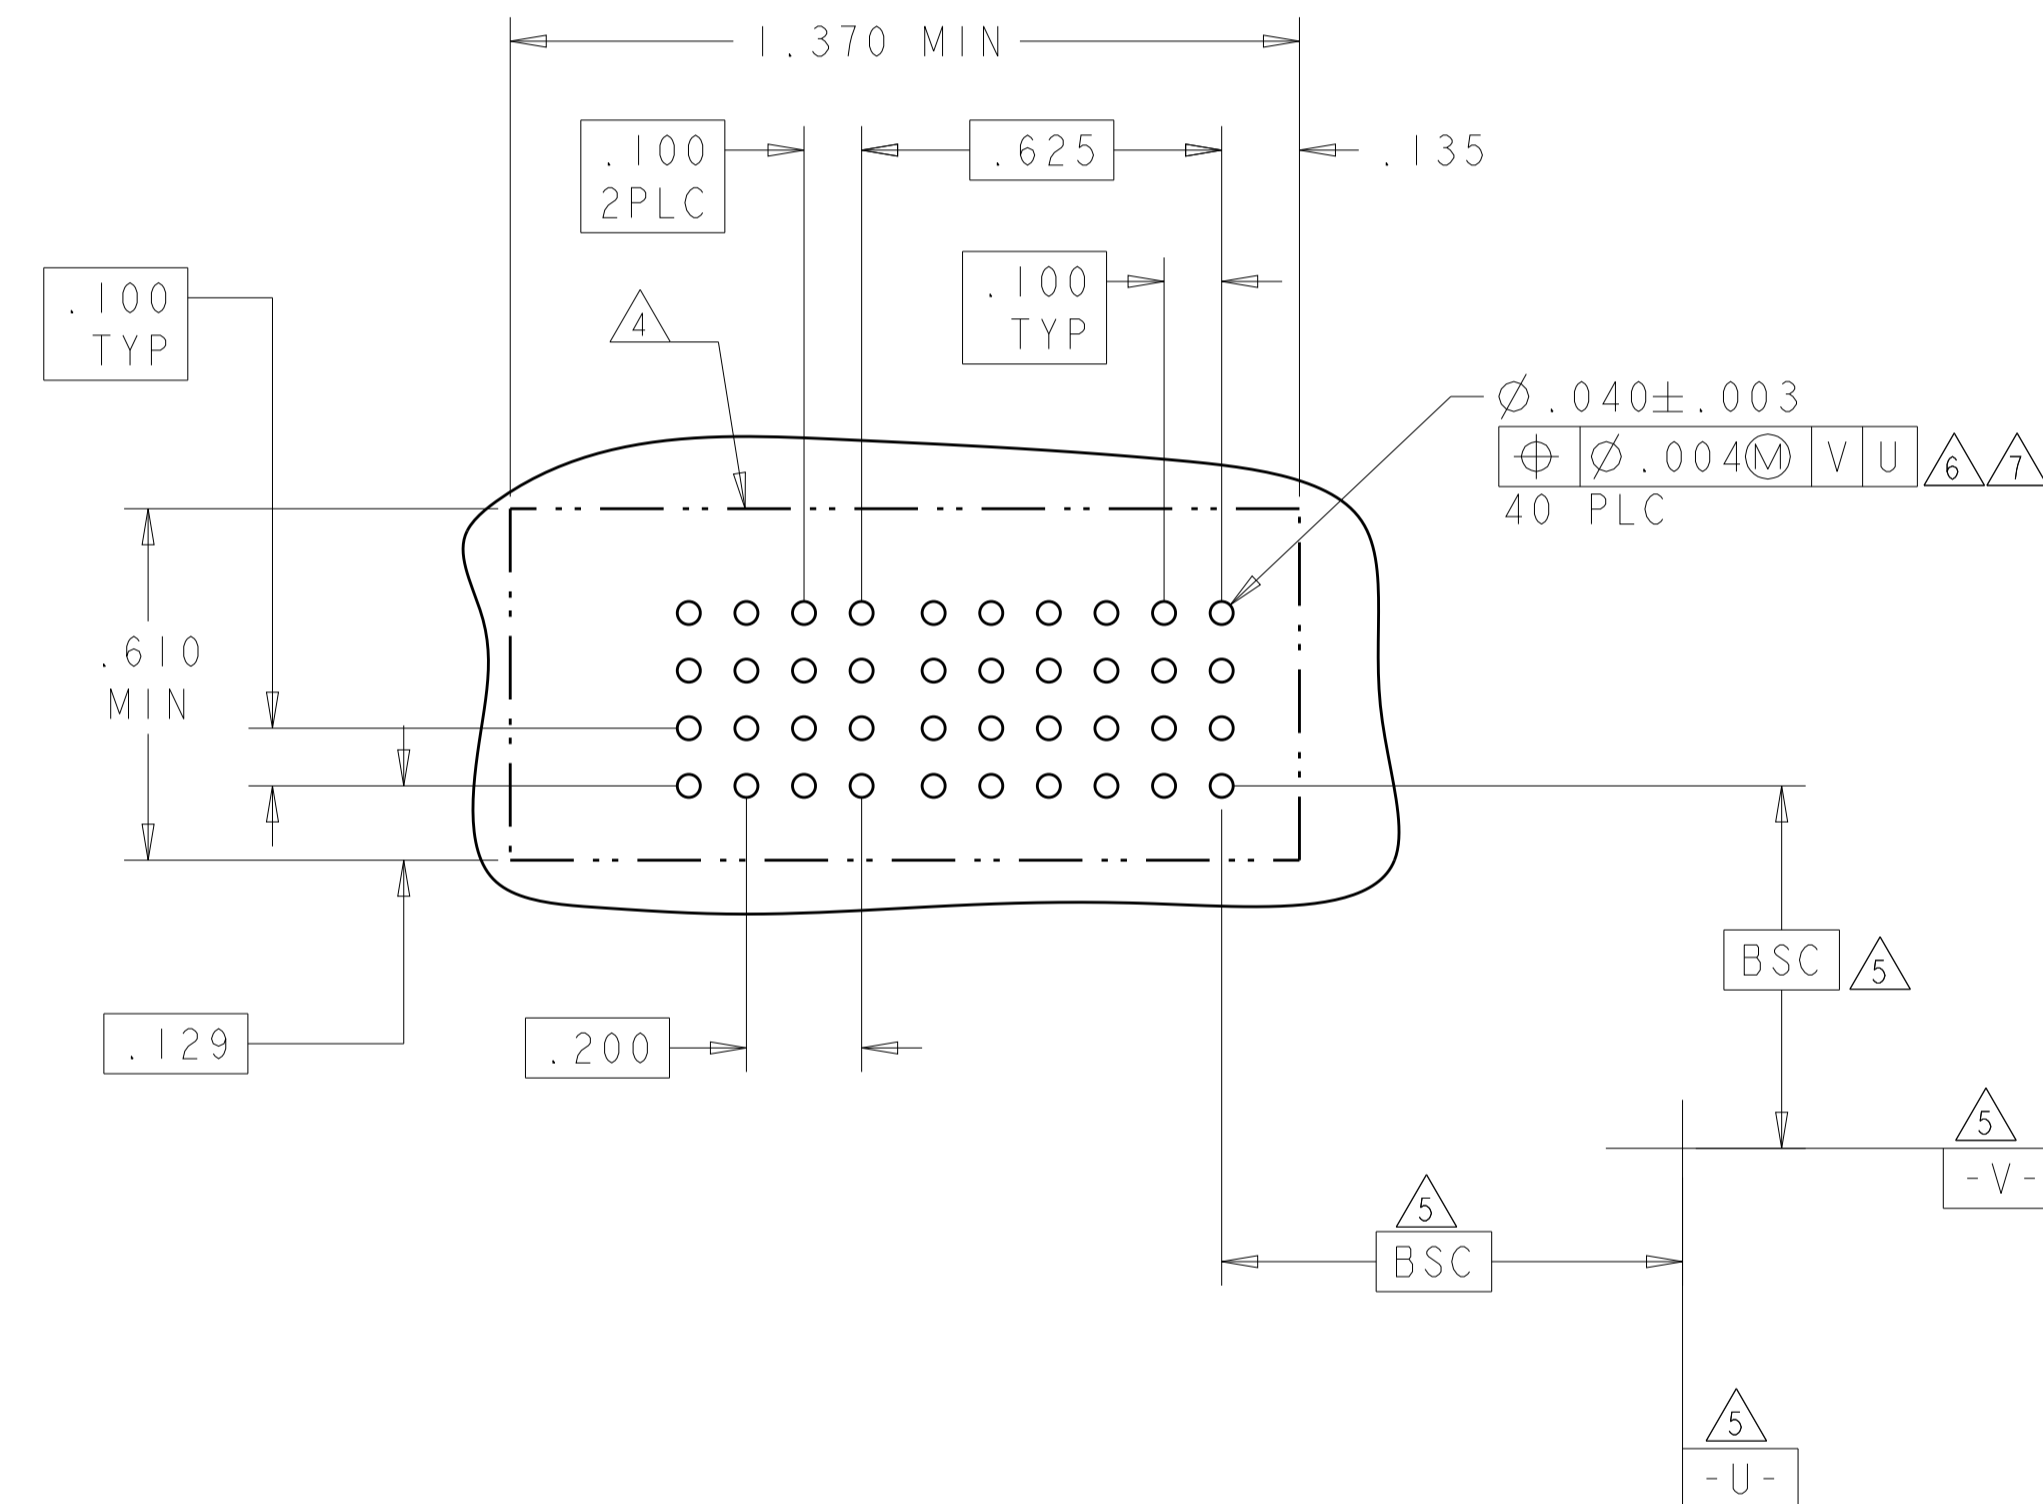 1.370 MIN
.100
2PLC
.625
.135
.100
TYP
.100
TYP
4
⌀.040±.003
⌖ ⌀.004Ⓜ V U 6 7
40 PLC
.610
MIN
BSC 5
.129
.200
5
-V-
5
BSC
5
-U-